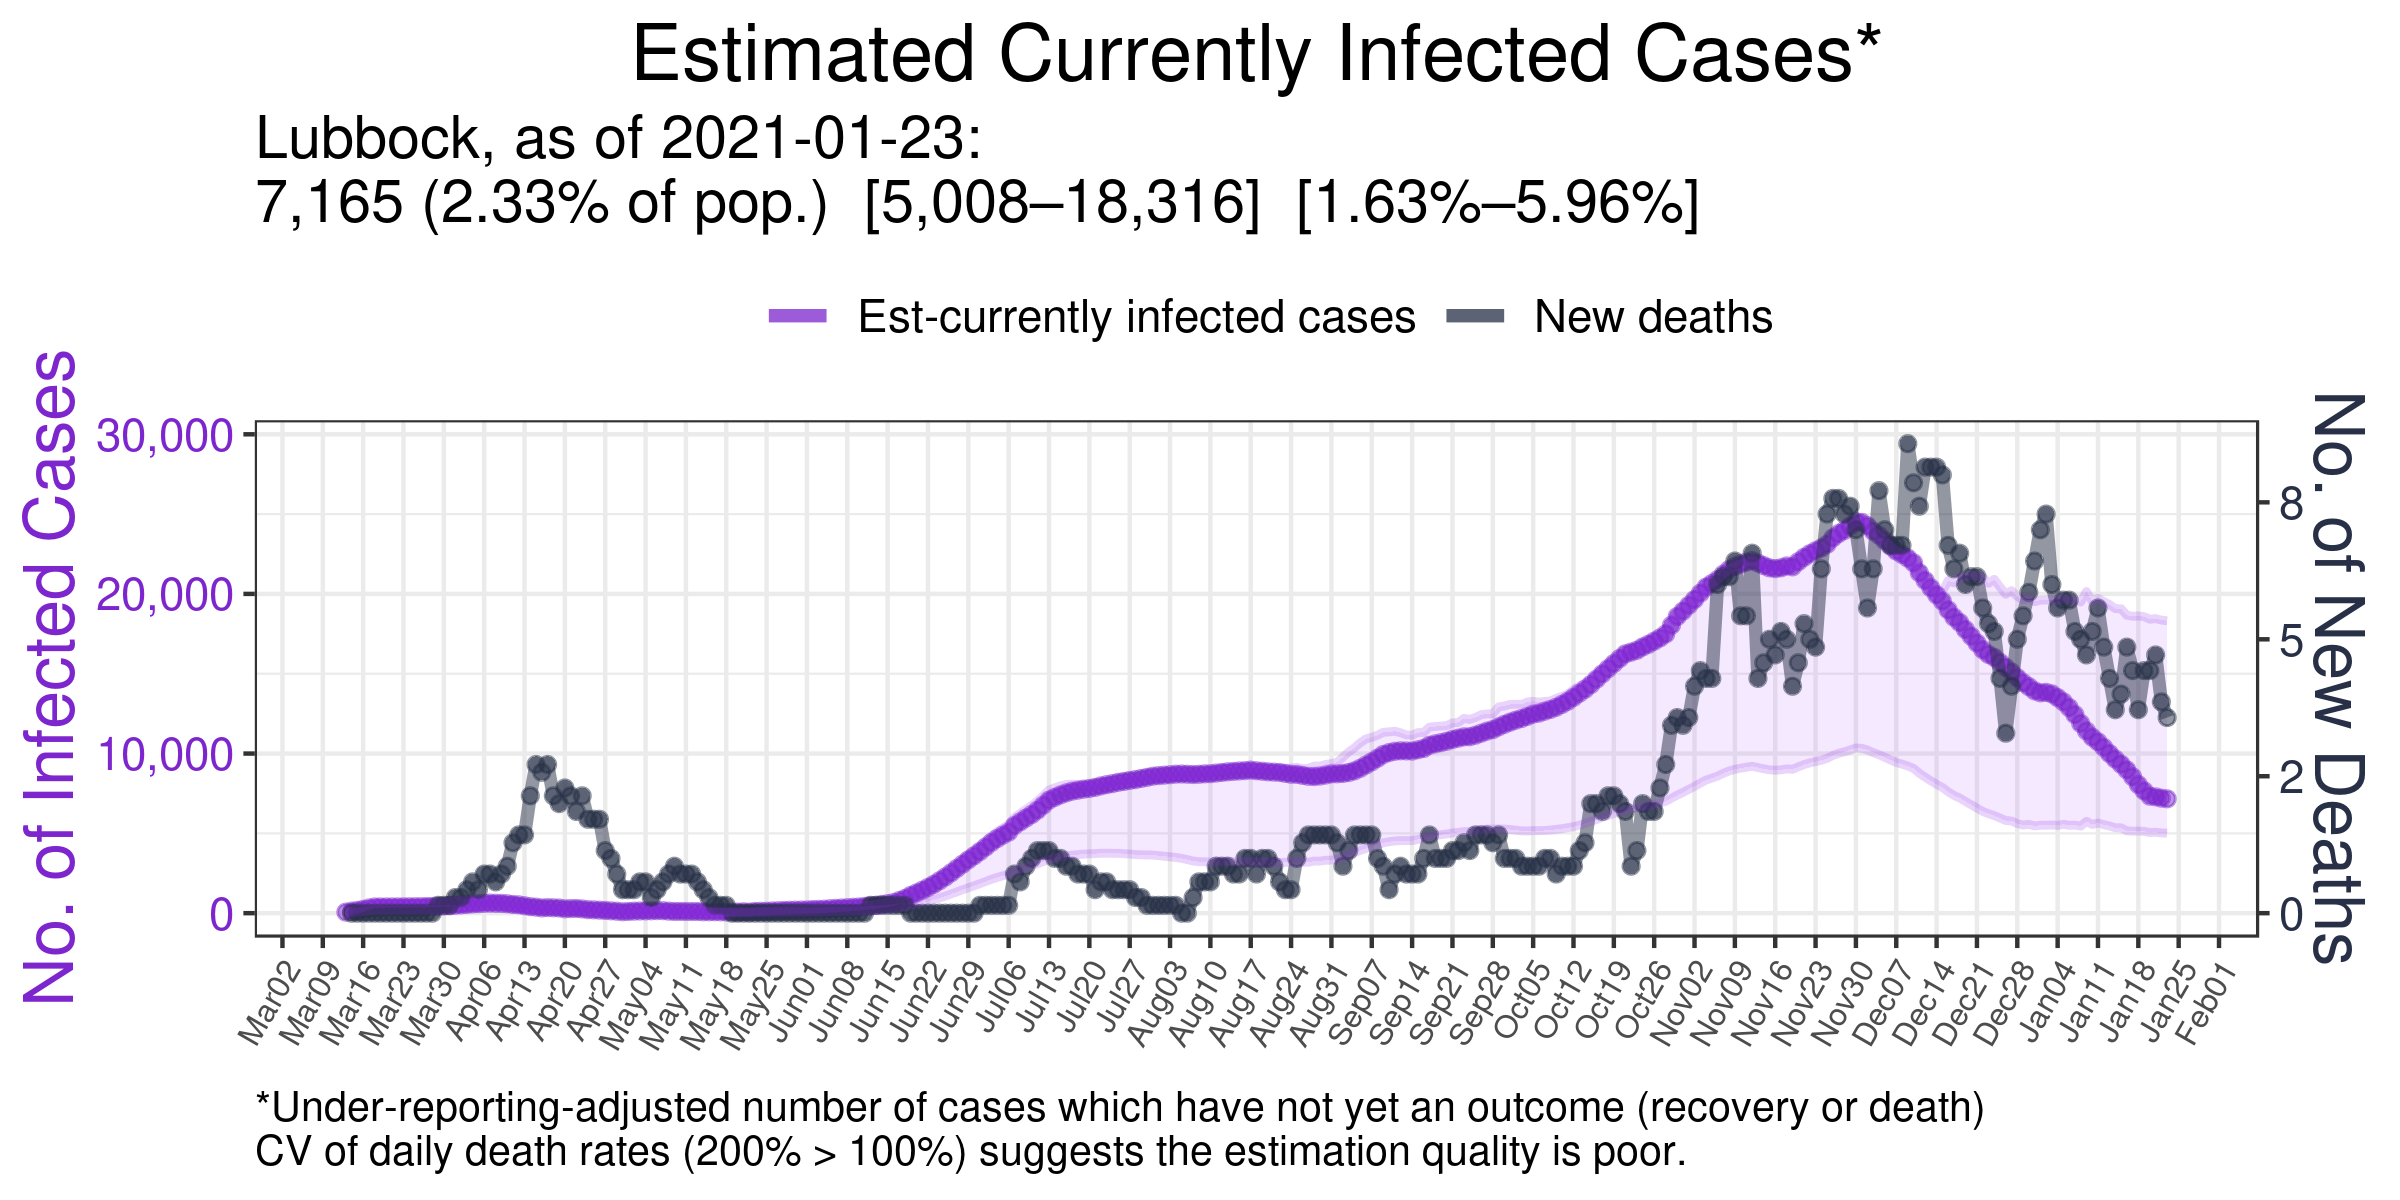 Estimated Currently Infected Cases*
Lubbock, as of 2021-01-23:
7,165 (2.33% of pop.)  [5,008–18,316]  [1.63%–5.96%]
Est-currently infected cases
New deaths
No. of Infected Cases
30,000
20,000
10,000
0
No. of New Deaths
8
5
2
0
Mar02
Mar09
Mar16
Mar23
Mar30
Apr06
Apr13
Apr20
Apr27
May04
May11
May18
May25
Jun01
Jun08
Jun15
Jun22
Jun29
Jul06
Jul13
Jul20
Jul27
Aug03
Aug10
Aug17
Aug24
Aug31
Sep07
Sep14
Sep21
Sep28
Oct05
Oct12
Oct19
Oct26
Nov02
Nov09
Nov16
Nov23
Nov30
Dec07
Dec14
Dec21
Dec28
Jan04
Jan11
Jan18
Jan25
Feb01
*Under-reporting-adjusted number of cases which have not yet an outcome (recovery or death)
CV of daily death rates (200% > 100%) suggests the estimation quality is poor.